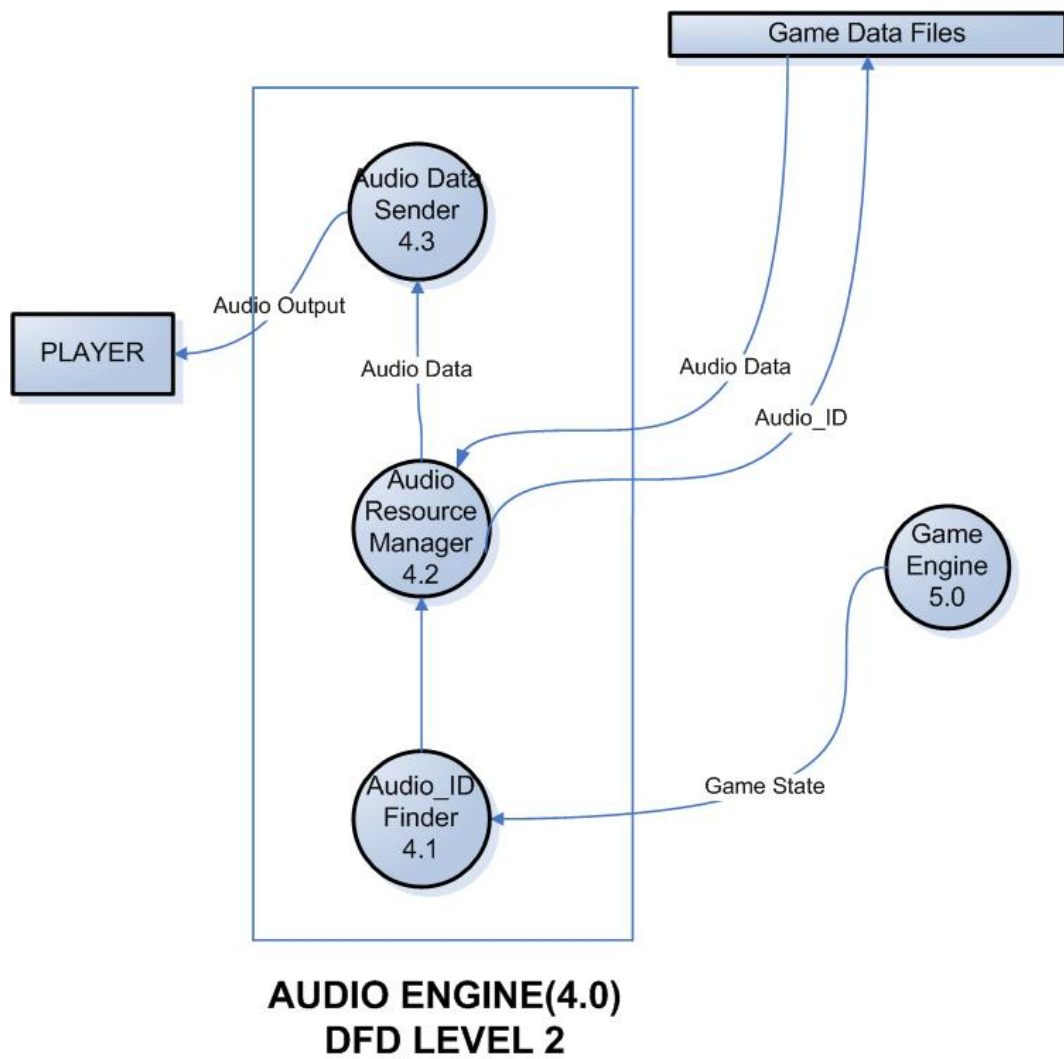 Game Data Files
Audio Data
Sender
4.3
Audio Output
PLAYER
Audio Data
Audio Data
Audio_ID
Audio
Resource
Manager
4.2
Game
Engine
5.0
Audio_ID
Finder
4.1
Game State
AUDIO ENGINE(4.0)
DFD LEVEL 2